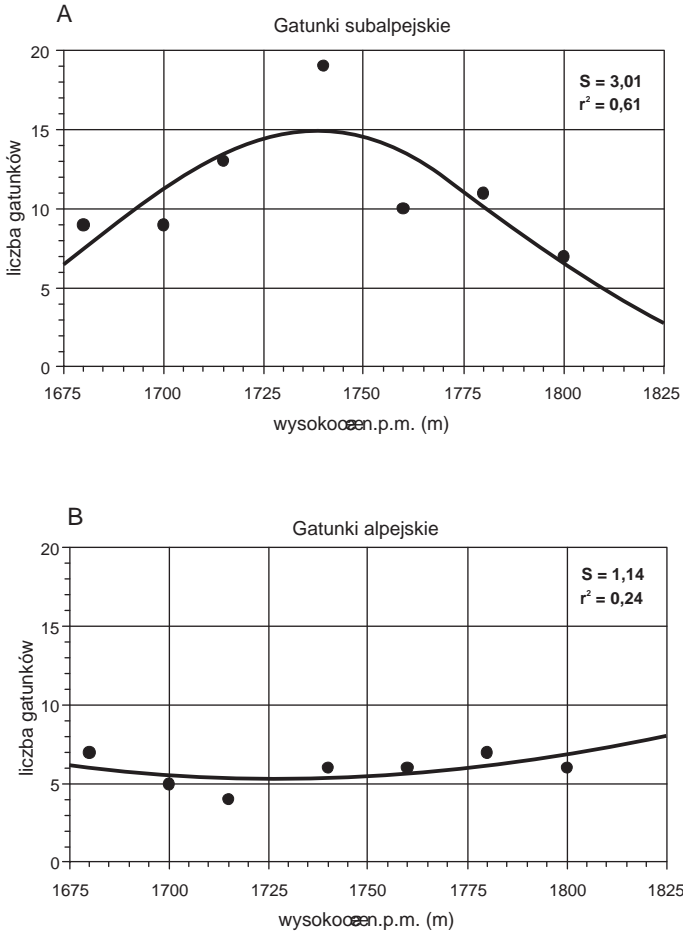 A
Gatunki subalpejskie
S = 3,01
r² = 0,61
liczba gatunków
20
15
10
5
0
1675 1700 1725 1750 1775 1800 1825
n.p.m. (m)
B
Gatunki alpejskie
S = 1,14
r² = 0,24
liczba gatunków
20
15
10
5
0
1675 1700 1725 1750 1775 1800 1825
n.p.m. (m)